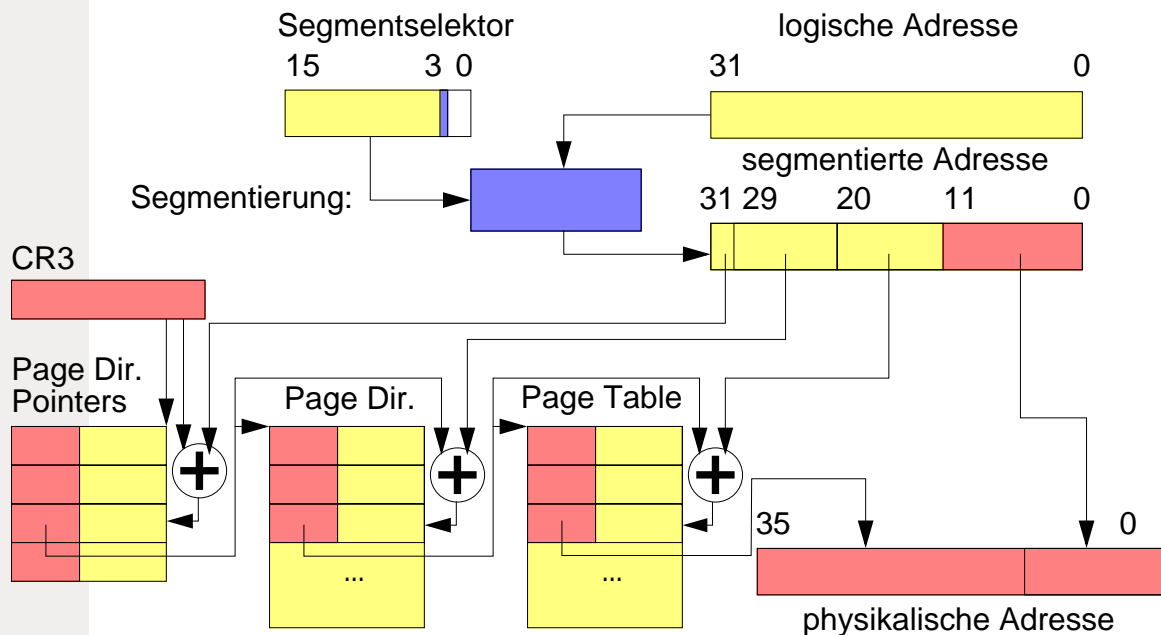 Segmentselektor
logische Adresse
15 3 0
31 0
segmentierte Adresse
Segmentierung:
31 29 20 11 0
CR3
Page Dir.
Pointers
Page Dir.
Page Table
...
...
35 0
physikalische Adresse